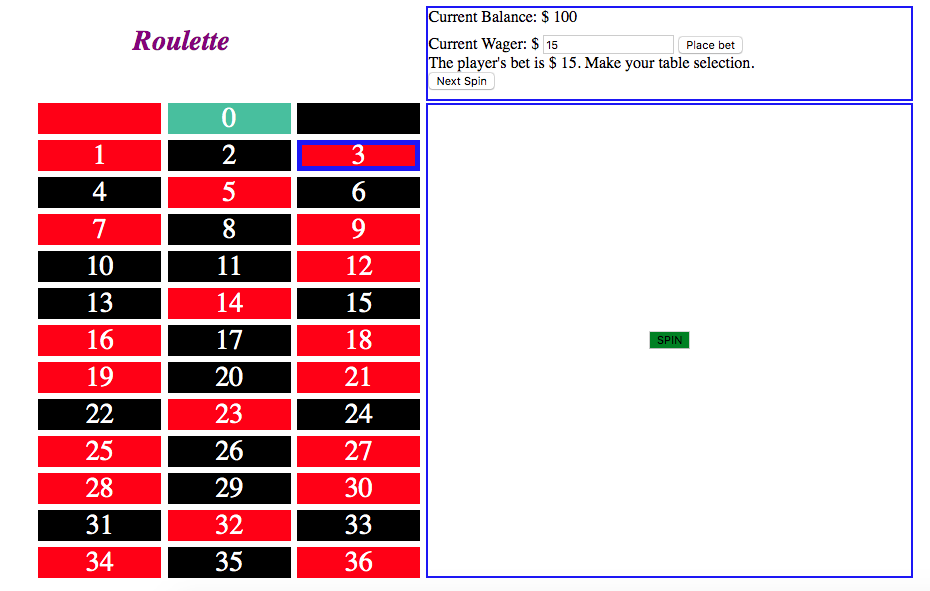 Roulette
Current Balance: $ 100
Current Wager: $ 15 Place bet
The player's bet is $ 15. Make your table selection.
Next Spin
0
1 2 3
4 5 6
7 8 9
10 11 12
13 14 15
16 17 18
19 20 21
22 23 24
25 26 27
28 29 30
31 32 33
34 35 36
SPIN